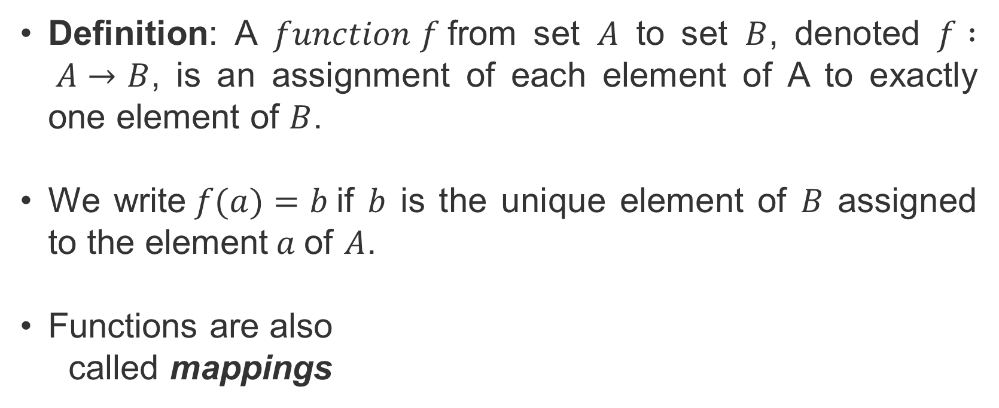 • Definition: A function f from set A to set B, denoted f :
A → B, is an assignment of each element of A to exactly
one element of B.
• We write f(a) = b if b is the unique element of B assigned
to the element a of A.
• Functions are also
called mappings